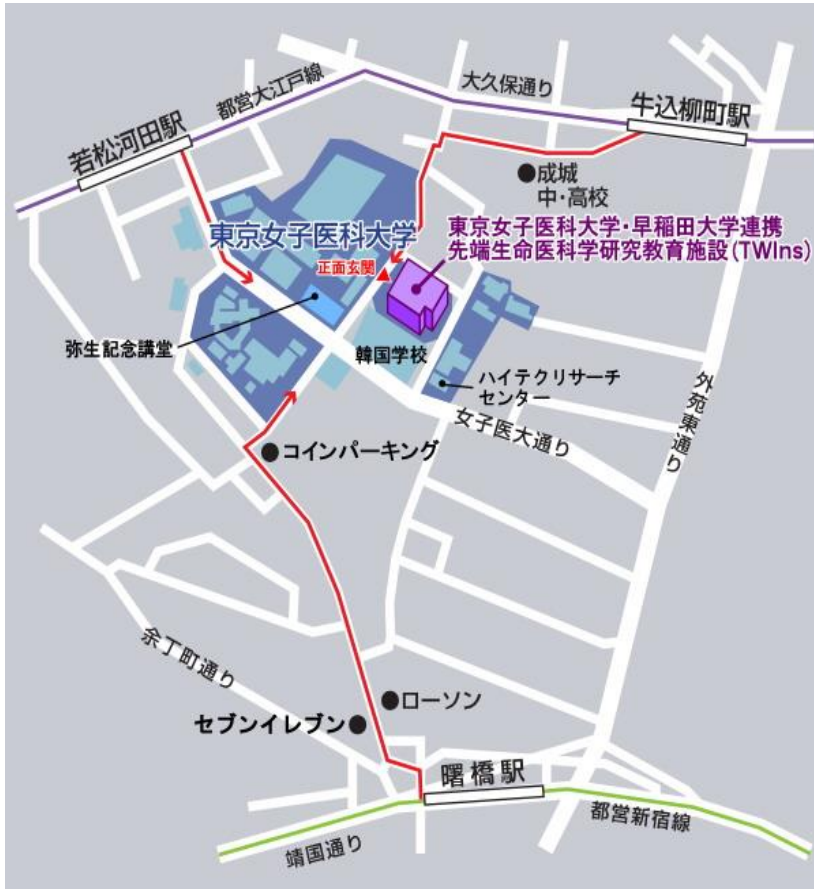 都営大江戸線
大久保通り
牛込柳町駅
若松河田駅
成城
中・高校
東京女子医科大学
東京女子医科大学・早稲田大学連携
先端生命医科学研究教育施設(TWIns)
正面玄関
弥生記念講堂
韓国学校
ハイテクリサーチ
センター
外苑東通り
女子医大通り
コインパーキング
余丁町通り
ローソン
セブンイレブン
曙橋駅
都営新宿線
靖国通り